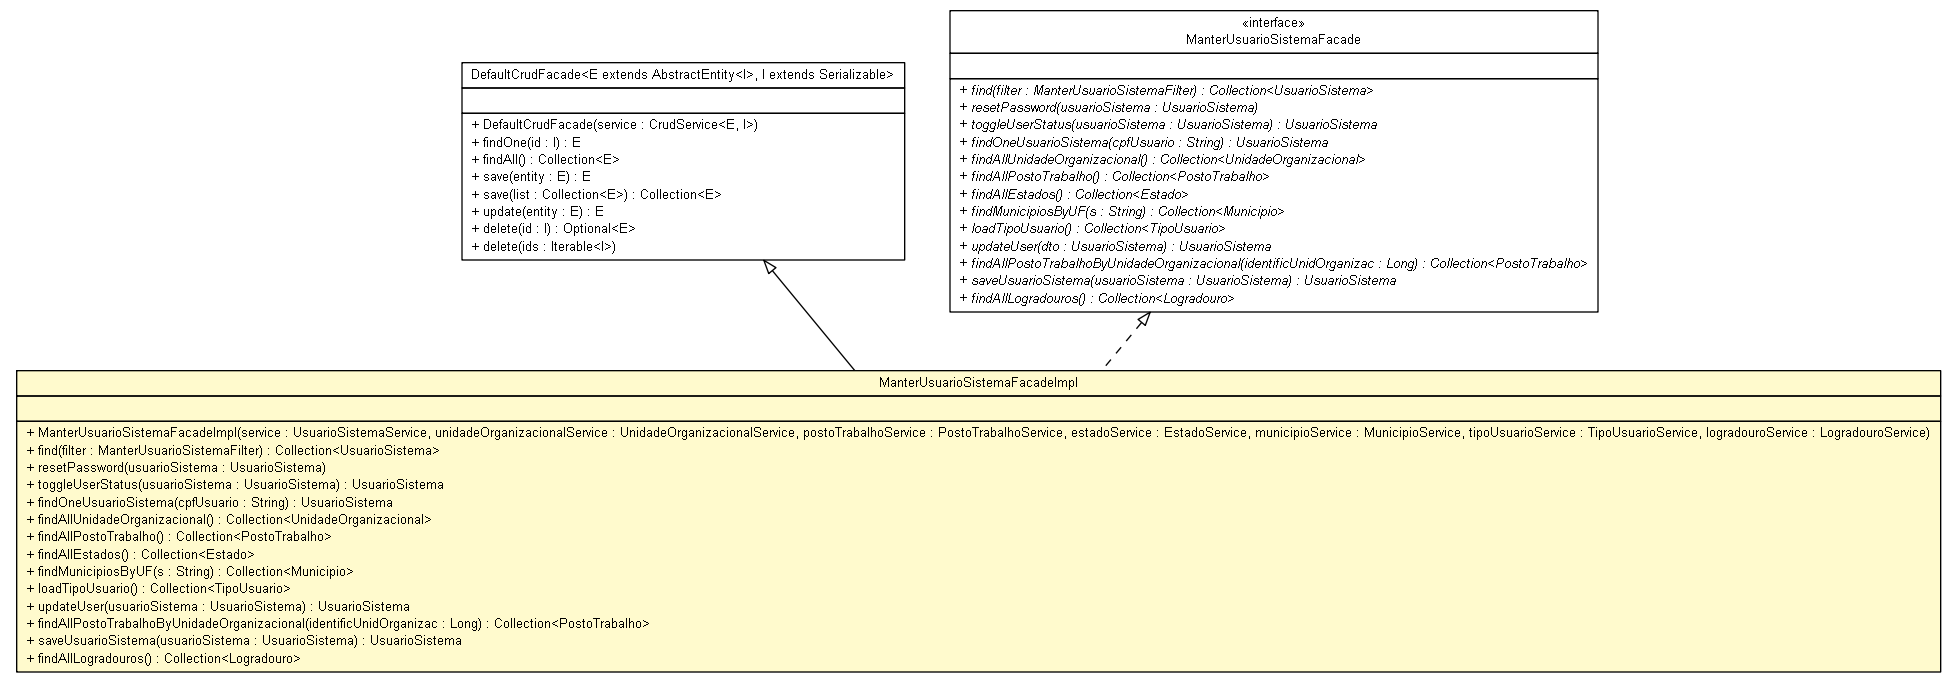 «interface»
ManterUsuarioSistemaFacade
+ find(filter : ManterUsuarioSistemaFilter) : Collection<UsuarioSistema>
+ resetPassword(usuarioSistema : UsuarioSistema)
+ toggleUserStatus(usuarioSistema : UsuarioSistema) : UsuarioSistema
+ findOneUsuarioSistema(cpfUsuario : String) : UsuarioSistema
+ findAllUnidadeOrganizacional() : Collection<UnidadeOrganizacional>
+ findAllPostoTrabalho() : Collection<PostoTrabalho>
+ findAllEstados() : Collection<Estado>
+ findMunicipiosByUF(s : String) : Collection<Municipio>
+ loadTipoUsuario() : Collection<TipoUsuario>
+ updateUser(dto : UsuarioSistema) : UsuarioSistema
+ findAllPostoTrabalhoByUnidadeOrganizacional(identificUnidOrganizac : Long) : Collection<PostoTrabalho>
+ saveUsuarioSistema(usuarioSistema : UsuarioSistema) : UsuarioSistema
+ findAllLogradouros() : Collection<Logradouro>
DefaultCrudFacade<E extends AbstractEntity<I>, I extends Serializable>
+ DefaultCrudFacade(service : CrudService<E, I>)
+ findOne(id : I) : E
+ findAll() : Collection<E>
+ save(entity : E) : E
+ save(list : Collection<E>) : Collection<E>
+ update(entity : E) : E
+ delete(id : I) : Optional<E>
+ delete(ids : Iterable<I>)
ManterUsuarioSistemaFacadeImpl
+ ManterUsuarioSistemaFacadeImpl(service : UsuarioSistemaService, unidadeOrganizacionalService : UnidadeOrganizacionalService, postoTrabalhoService : PostoTrabalhoService, estadoService : EstadoService, municipioService : MunicipioService, tipoUsuarioService : TipoUsuarioService, logradouroService : LogradouroService)
+ find(filter : ManterUsuarioSistemaFilter) : Collection<UsuarioSistema>
+ resetPassword(usuarioSistema : UsuarioSistema)
+ toggleUserStatus(usuarioSistema : UsuarioSistema) : UsuarioSistema
+ findOneUsuarioSistema(cpfUsuario : String) : UsuarioSistema
+ findAllUnidadeOrganizacional() : Collection<UnidadeOrganizacional>
+ findAllPostoTrabalho() : Collection<PostoTrabalho>
+ findAllEstados() : Collection<Estado>
+ findMunicipiosByUF(s : String) : Collection<Municipio>
+ loadTipoUsuario() : Collection<TipoUsuario>
+ updateUser(usuarioSistema : UsuarioSistema) : UsuarioSistema
+ findAllPostoTrabalhoByUnidadeOrganizacional(identificUnidOrganizac : Long) : Collection<PostoTrabalho>
+ saveUsuarioSistema(usuarioSistema : UsuarioSistema) : UsuarioSistema
+ findAllLogradouros() : Collection<Logradouro>